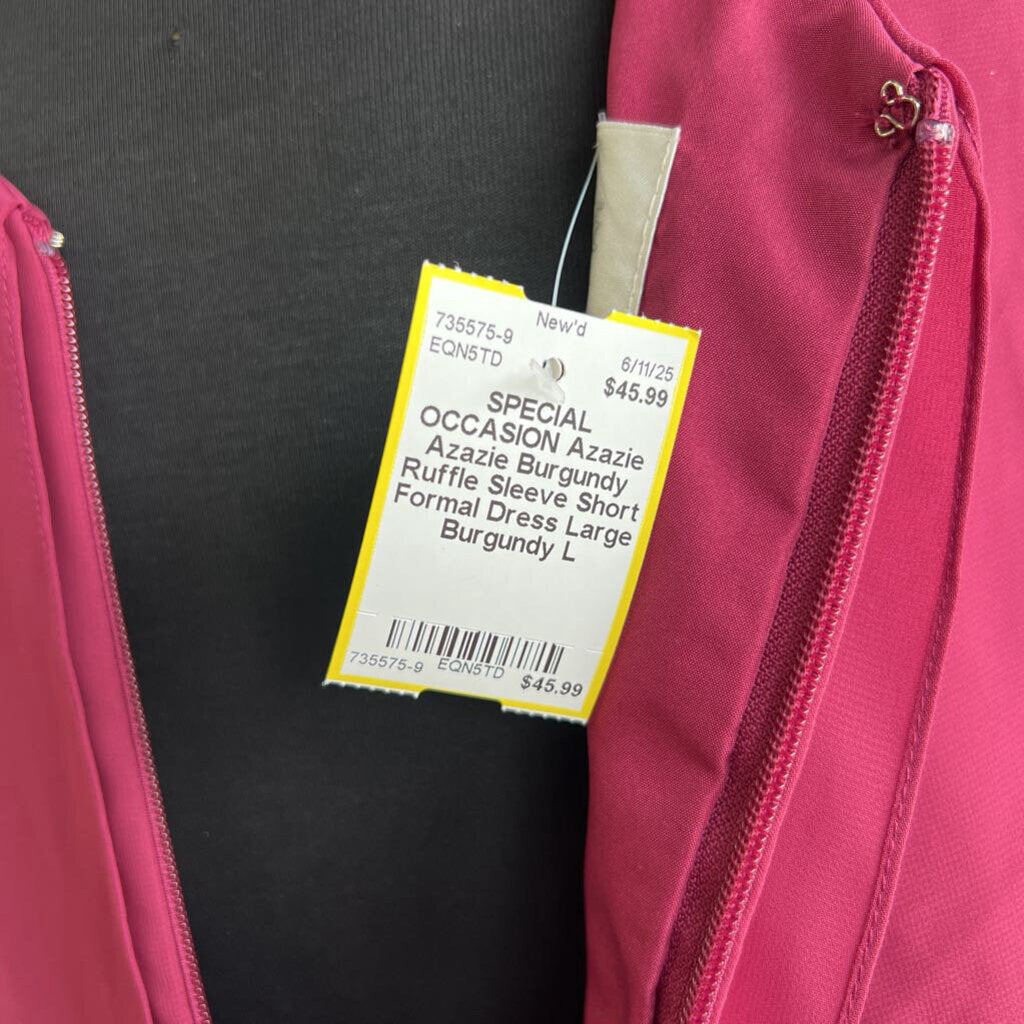 New'd
735575-9
EQN5TD
6/11/25
$45.99
SPECIAL
OCCASION Azazie
Azazie Burgundy
Ruffle Sleeve Short
Formal Dress Large
Burgundy L
735575-9 EQN5TD $45.99